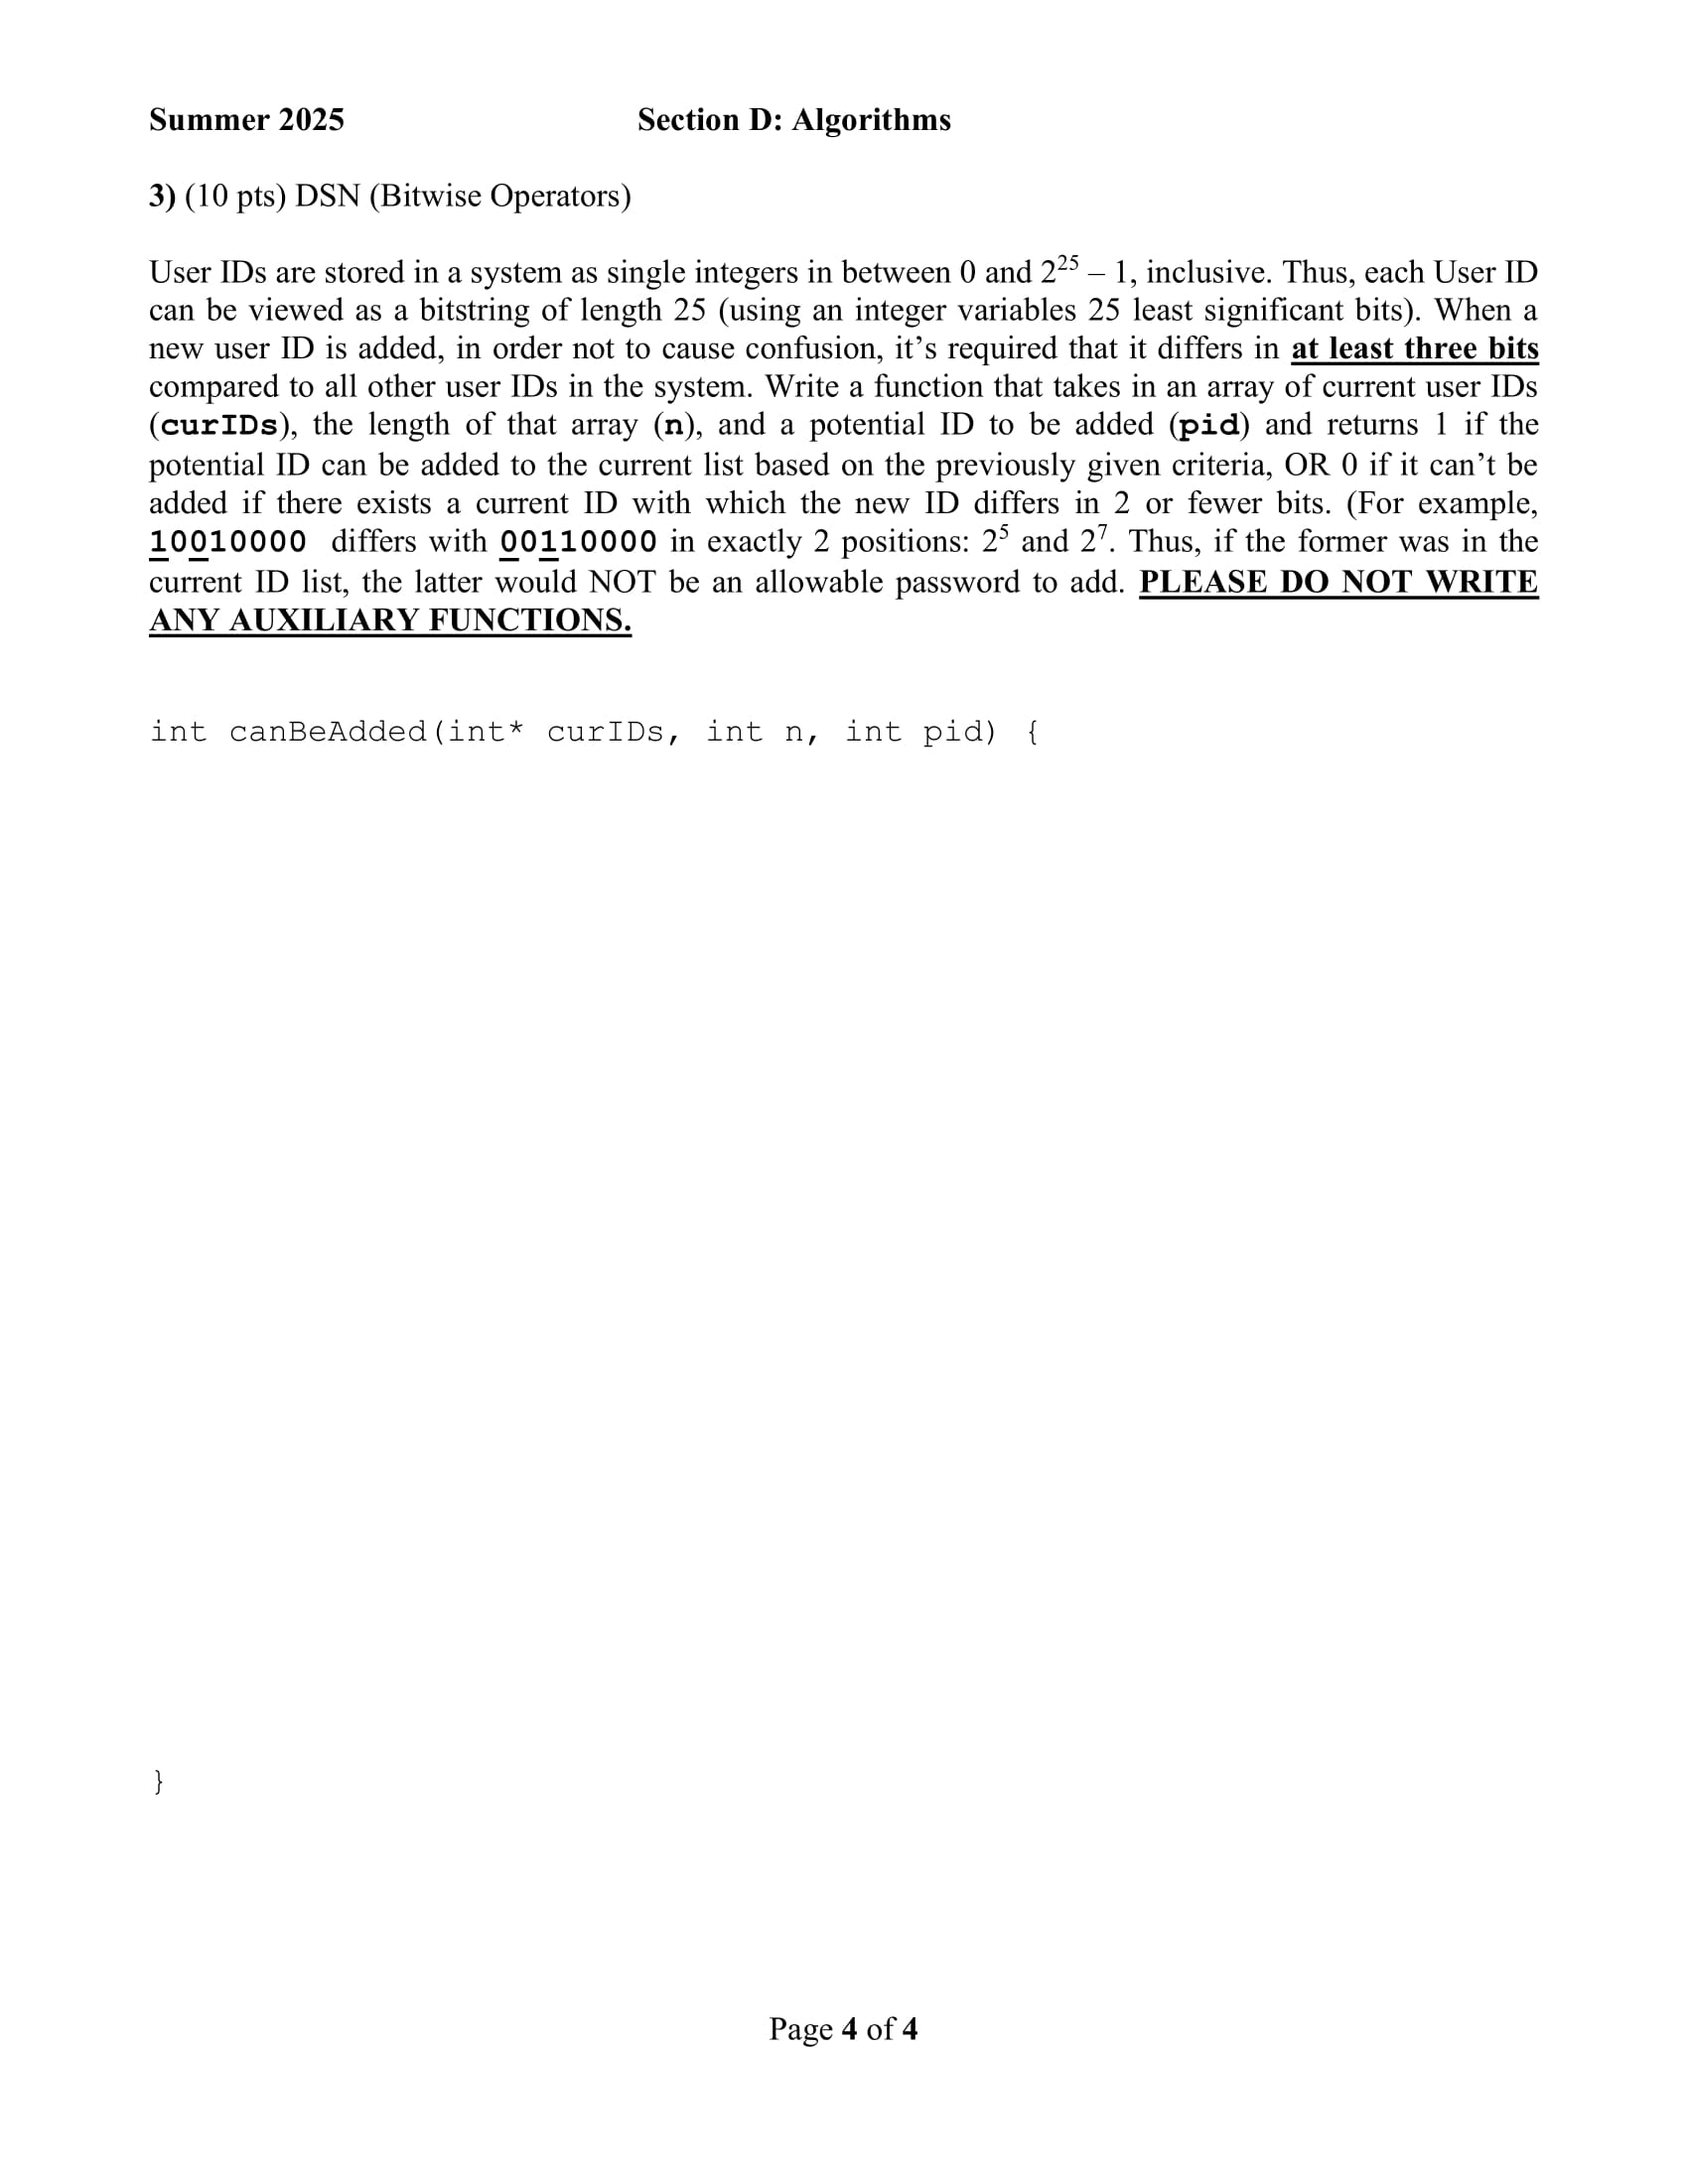 Summer 2025 Section D: Algorithms
3) (10 pts) DSN (Bitwise Operators)
User IDs are stored in a system as single integers in between 0 and 2^25 – 1, inclusive. Thus, each User ID
can be viewed as a bitstring of length 25 (using an integer variables 25 least significant bits). When a
new user ID is added, in order not to cause confusion, it’s required that it differs in at least three bits
compared to all other user IDs in the system. Write a function that takes in an array of current user IDs
(curIDs), the length of that array (n), and a potential ID to be added (pid) and returns 1 if the
potential ID can be added to the current list based on the previously given criteria, OR 0 if it can’t be
added if there exists a current ID with which the new ID differs in 2 or fewer bits. (For example,
10010000 differs with 00110000 in exactly 2 positions: 2^5 and 2^7. Thus, if the former was in the
current ID list, the latter would NOT be an allowable password to add. PLEASE DO NOT WRITE
ANY AUXILIARY FUNCTIONS.
int canBeAdded(int* curIDs, int n, int pid) {
}
Page 4 of 4